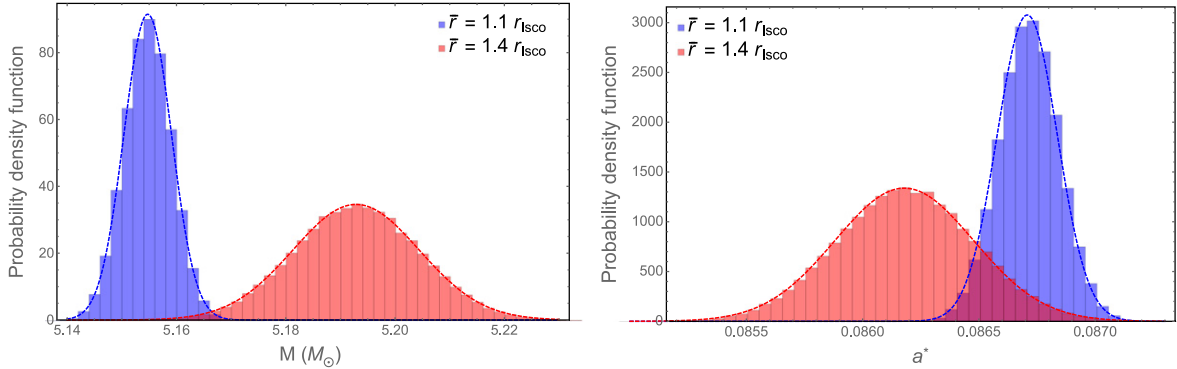 r̄ = 1.1 r_Isco
r̄ = 1.4 r_Isco
Probability density function
80
60
40
20
0
5.14 5.16 5.18 5.20 5.22
M (M⊙)
r̄ = 1.1 r_Isco
r̄ = 1.4 r_Isco
Probability density function
3000
2500
2000
1500
1000
500
0
0.0855 0.0860 0.0865 0.0870
a*